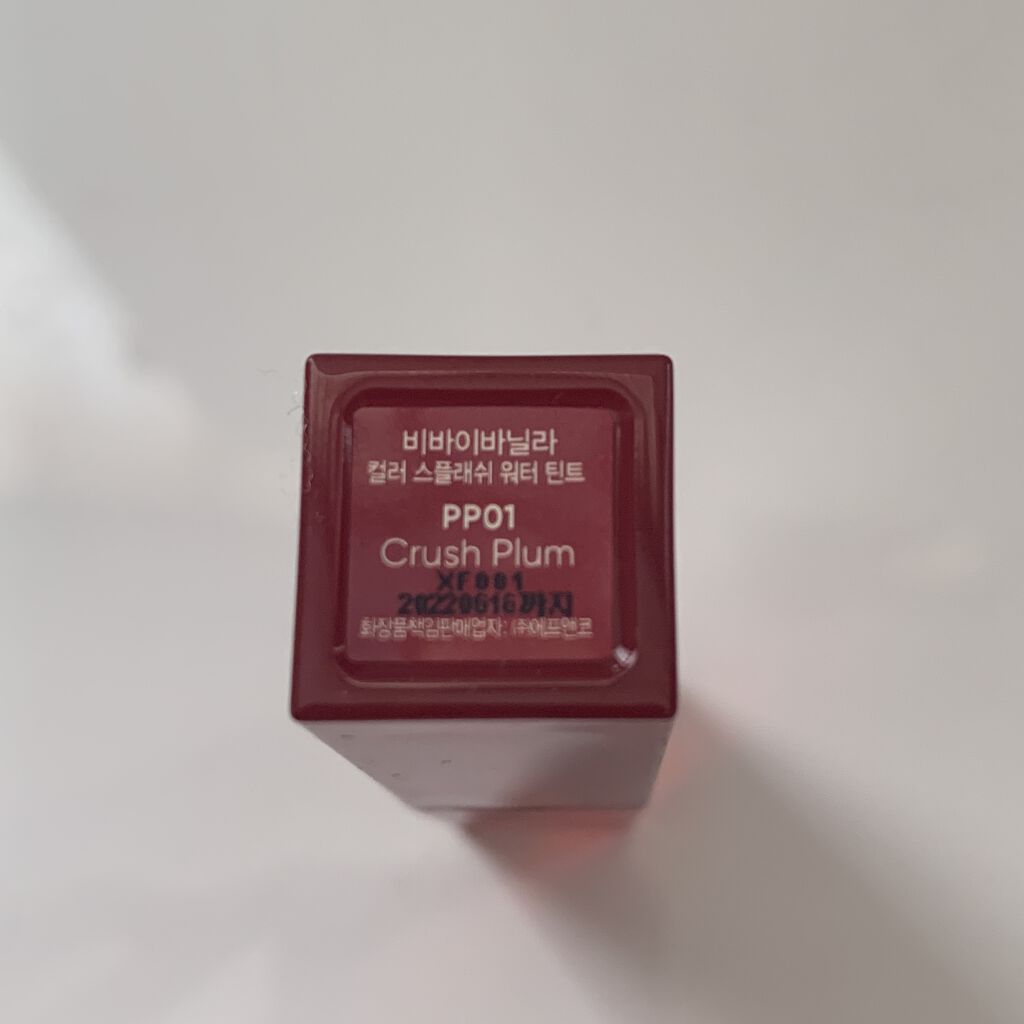 비바이바닐라
컬러 스플래쉬 워터 틴트
PP01
Crush Plum
XF001
20220616까지
화장품책임판매업자: ㈜에프앤코